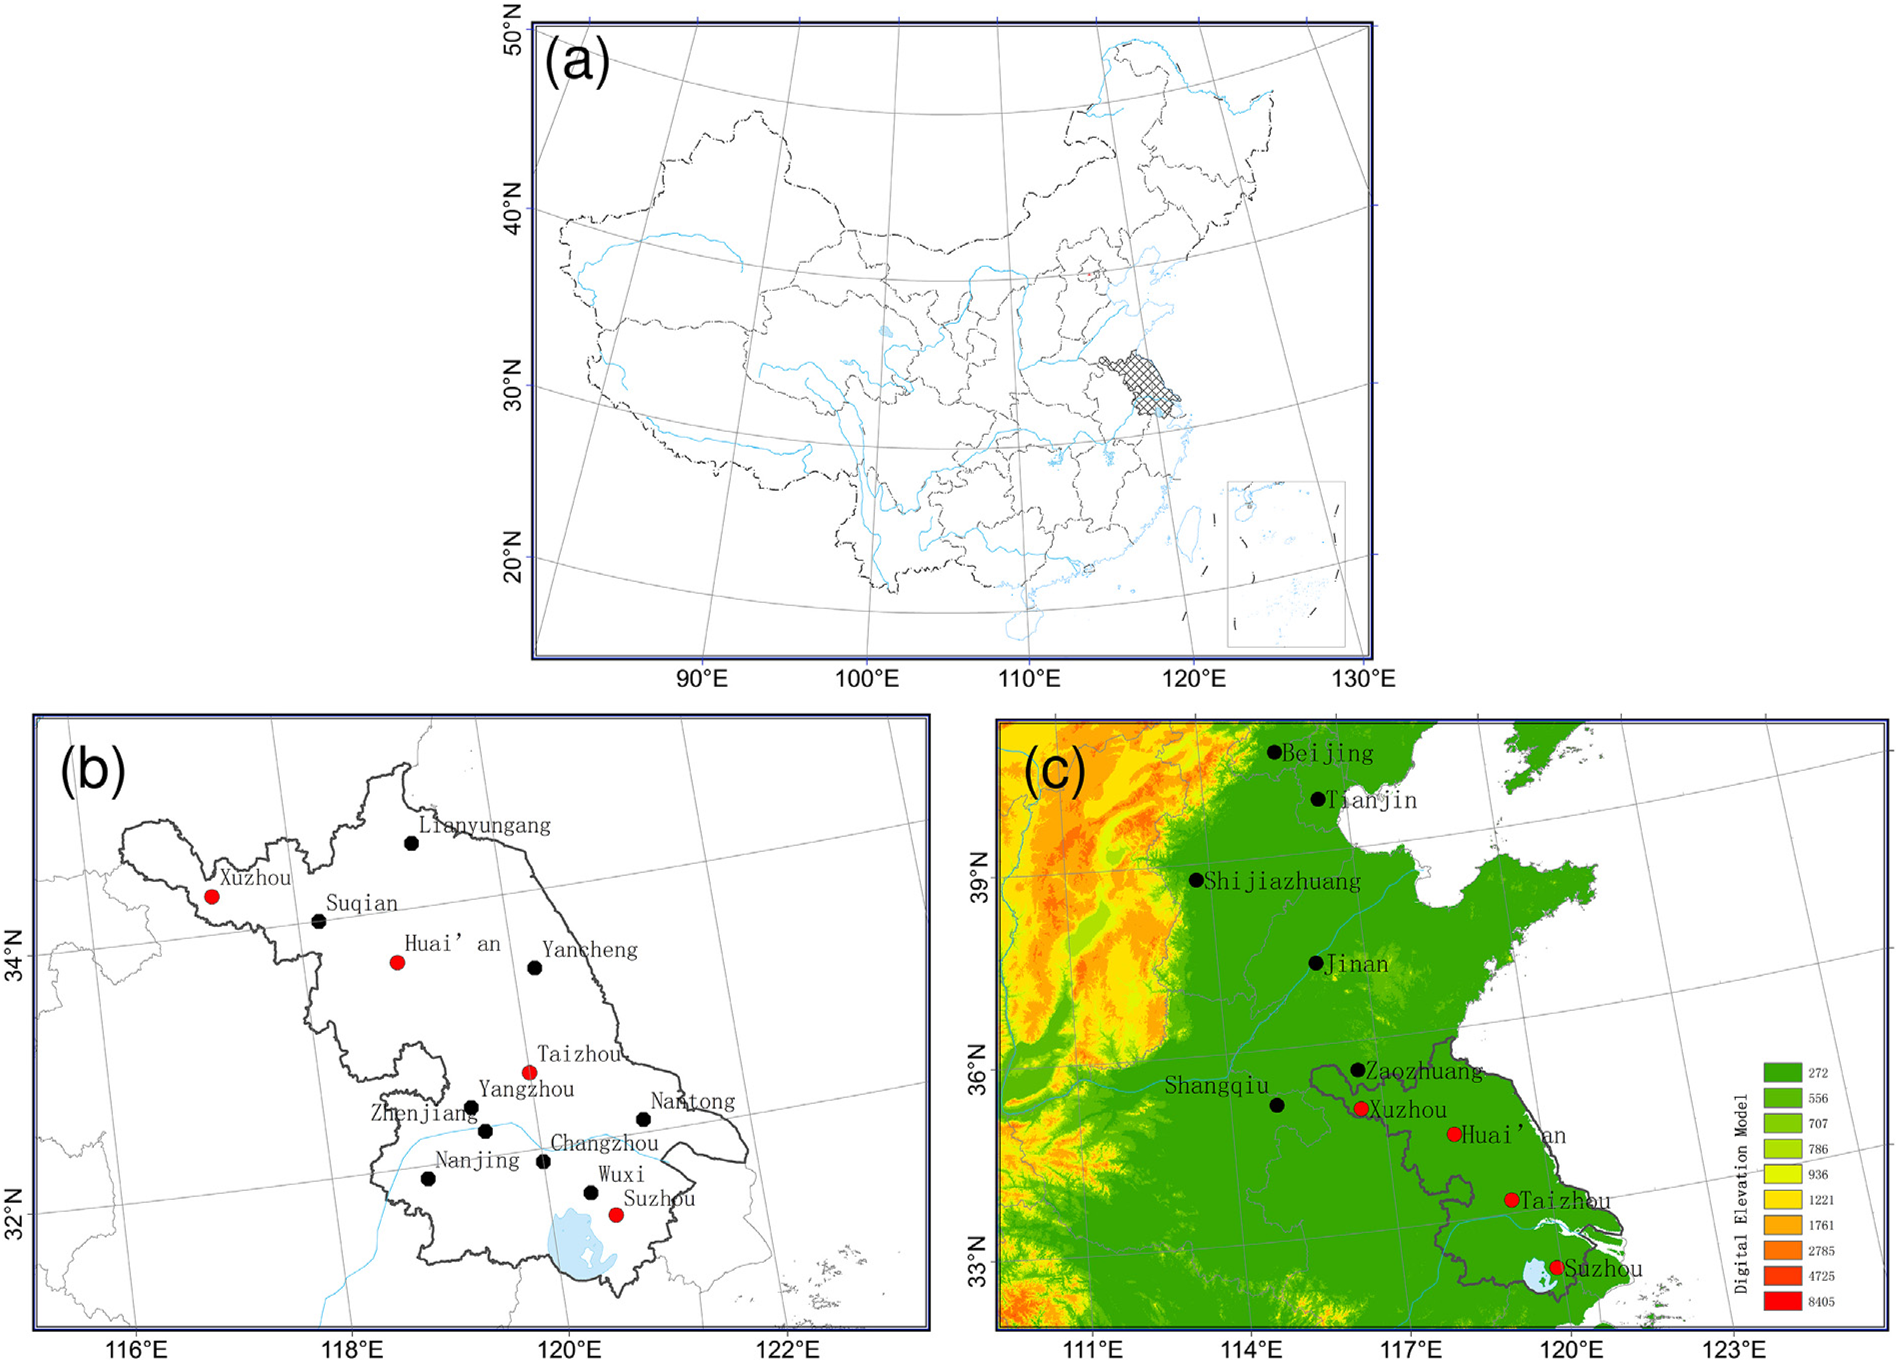 (a)
50°N
40°N
30°N
20°N
90°E
100°E
110°E
120°E
130°E
(b)
Lianyungang
Xuzhou
Suqian
Huai' an
Yancheng
Taizhou
Yangzhou
Zhenjiang
Nantong
Changzhou
Nanjing
Wuxi
Suzhou
34°N
32°N
116°E
118°E
120°E
122°E
(c)
Beijing
Tianjin
Shijiazhuang
Jinan
Zaozhuang
Shangqiu
Xuzhou
Huai' an
Taizhou
Suzhou
39°N
36°N
33°N
111°E
114°E
117°E
120°E
123°E
Digital Elevation Model
272
556
707
786
936
1221
1761
2785
4725
8405